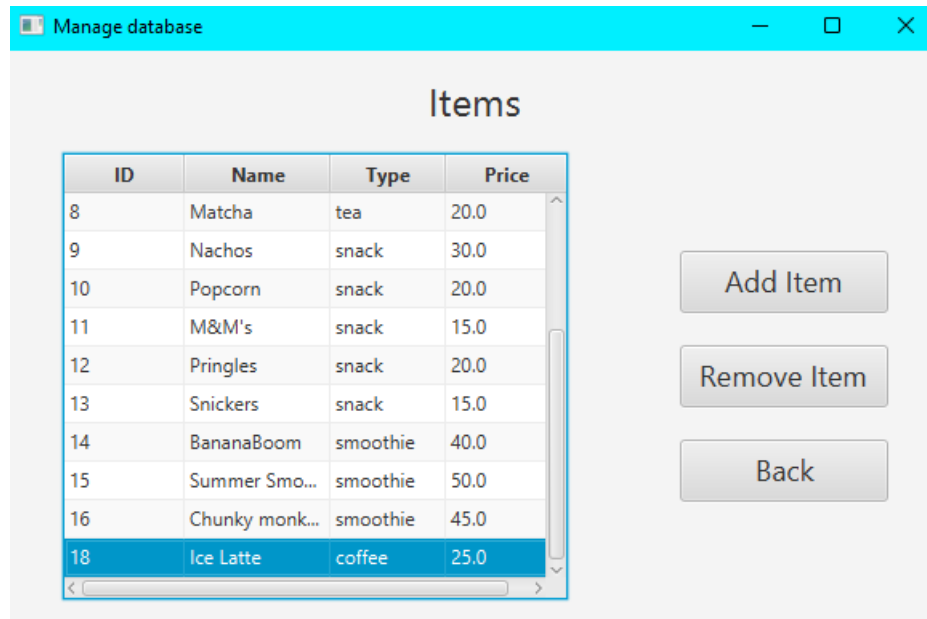 Manage database
Items
ID Name Type Price
8 Matcha tea 20.0
9 Nachos snack 30.0
10 Popcorn snack 20.0
11 M&M's snack 15.0
12 Pringles snack 20.0
13 Snickers snack 15.0
14 BananaBoom smoothie 40.0
15 Summer Smo... smoothie 50.0
16 Chunky monk... smoothie 45.0
18 Ice Latte coffee 25.0
Add Item
Remove Item
Back